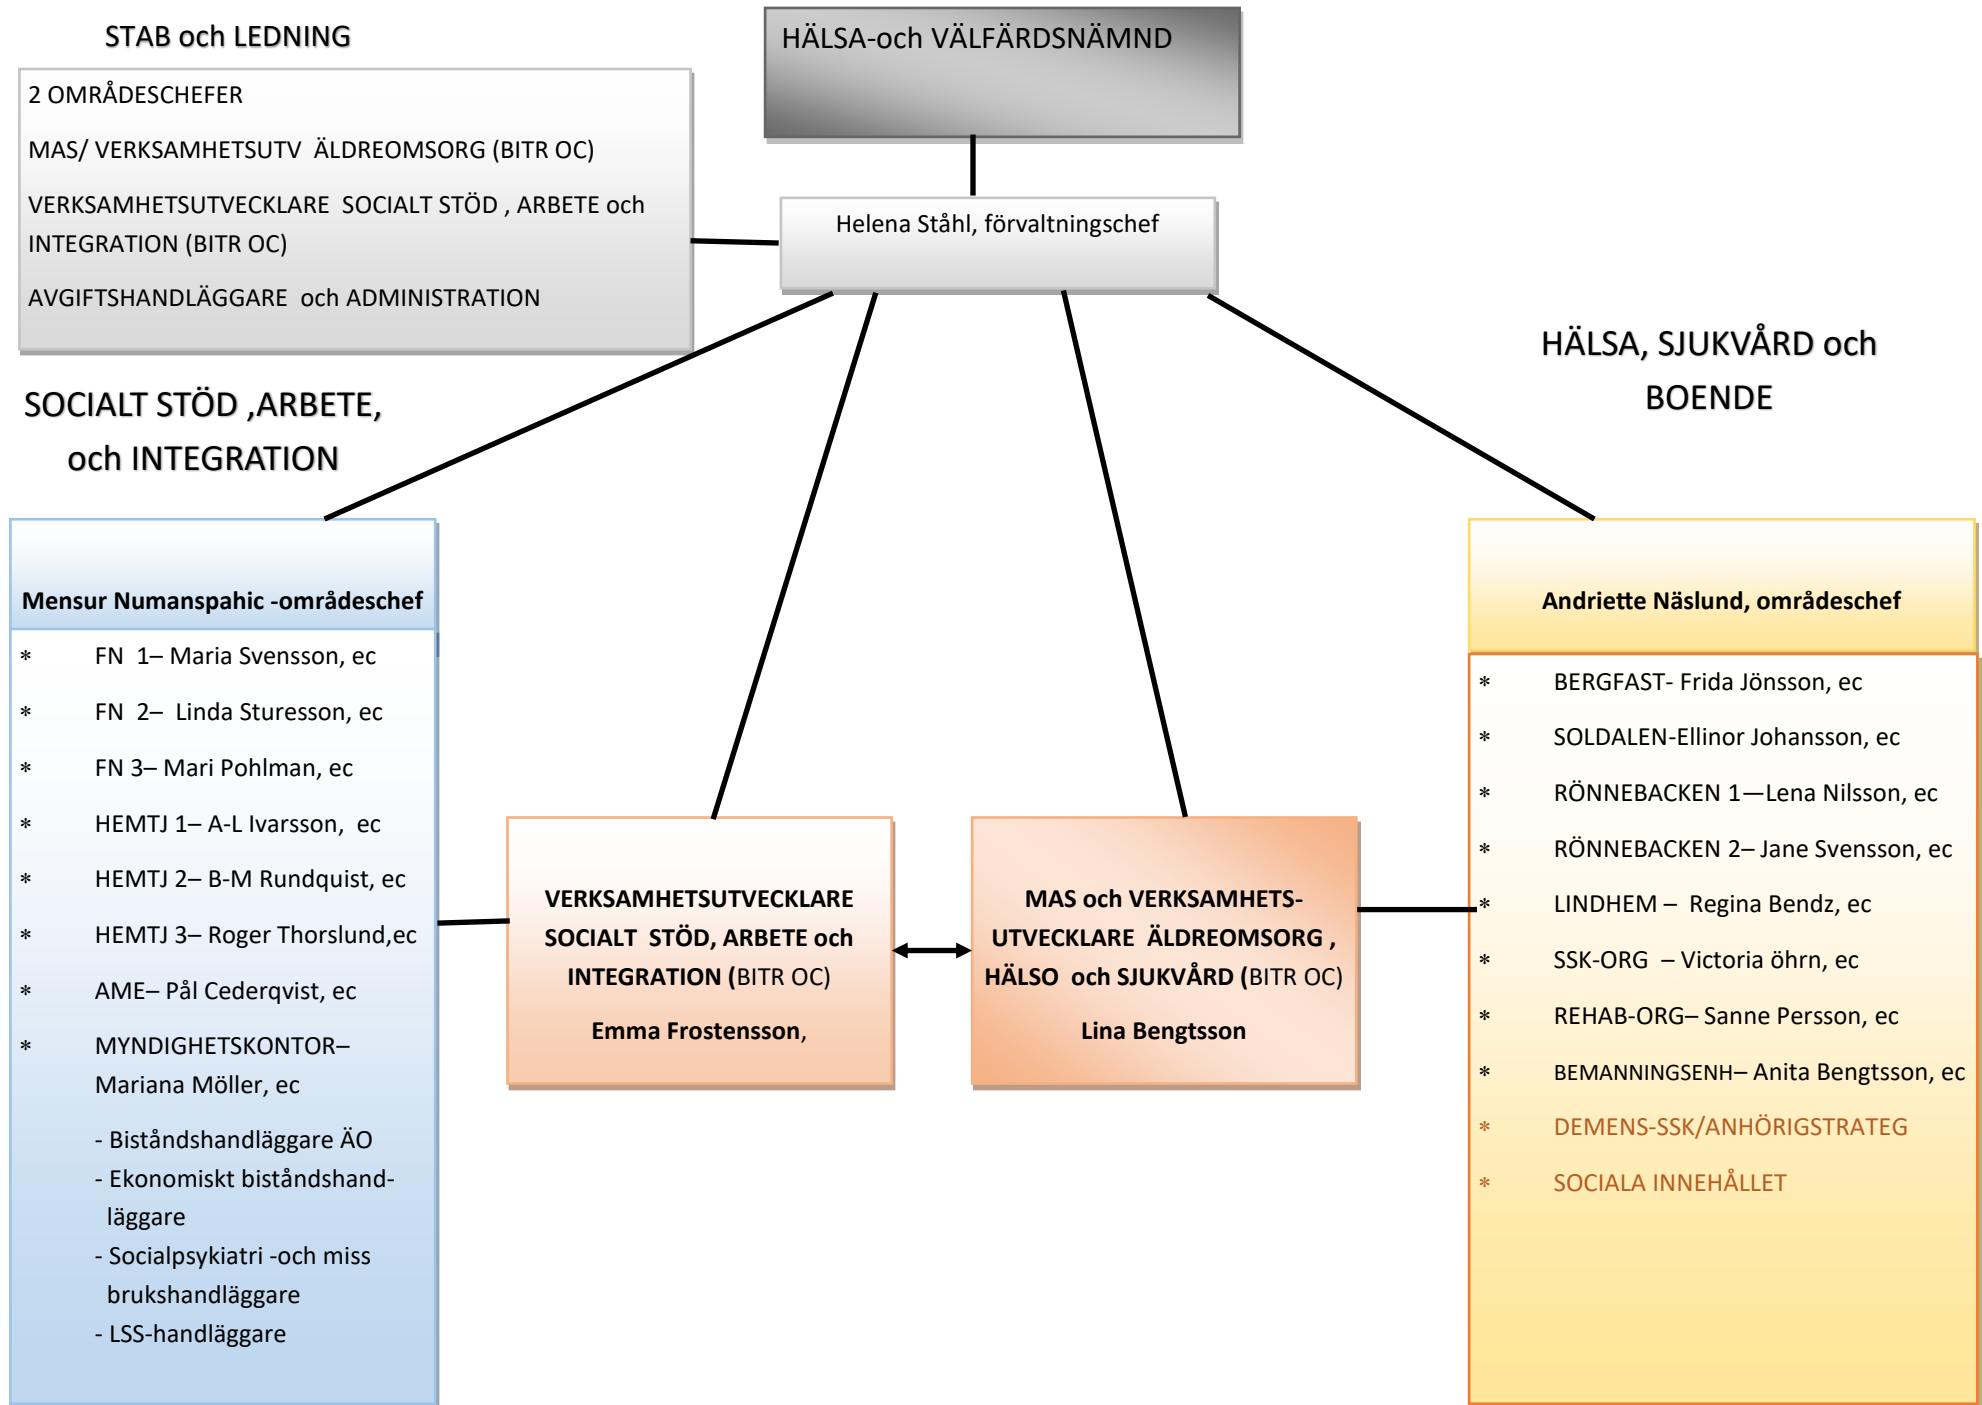 STAB och LEDNING
2 OMRÅDESCHEFER
MAS/ VERKSAMHETSUTV  ÄLDREOMSORG (BITR OC)
VERKSAMHETSUTVECKLARE  SOCIALT STÖD , ARBETE och
INTEGRATION (BITR OC)
AVGIFTSHANDLÄGGARE  och ADMINISTRATION
HÄLSA-och VÄLFÄRDSNÄMND
Helena Ståhl, förvaltningschef
SOCIALT STÖD ,ARBETE,
och INTEGRATION
HÄLSA, SJUKVÅRD och
BOENDE
Mensur Numanspahic -områdeschef
* FN  1– Maria Svensson, ec
* FN  2–  Linda Sturesson, ec
* FN 3– Mari Pohlman, ec
* HEMTJ 1– A-L Ivarsson,  ec
* HEMTJ 2– B-M Rundquist, ec
* HEMTJ 3– Roger Thorslund,ec
* AME– Pål Cederqvist, ec
* MYNDIGHETSKONTOR–
Mariana Möller, ec
- Biståndshandläggare ÄO
- Ekonomiskt biståndshand-
läggare
- Socialpsykiatri -och miss
brukshandläggare
- LSS-handläggare
VERKSAMHETSUTVECKLARE
SOCIALT  STÖD, ARBETE och
INTEGRATION (BITR OC)
Emma Frostensson,
MAS och VERKSAMHETS-
UTVECKLARE  ÄLDREOMSORG ,
HÄLSO  och SJUKVÅRD (BITR OC)
Lina Bengtsson
Andriette Näslund, områdeschef
* BERGFAST- Frida Jönsson, ec
* SOLDALEN-Ellinor Johansson, ec
* RÖNNEBACKEN 1—Lena Nilsson, ec
* RÖNNEBACKEN 2– Jane Svensson, ec
* LINDHEM –  Regina Bendz, ec
* SSK-ORG  – Victoria öhrn, ec
* REHAB-ORG– Sanne Persson, ec
* BEMANNINGSENH– Anita Bengtsson, ec
* DEMENS-SSK/ANHÖRIGSTRATEG
* SOCIALA INNEHÅLLET